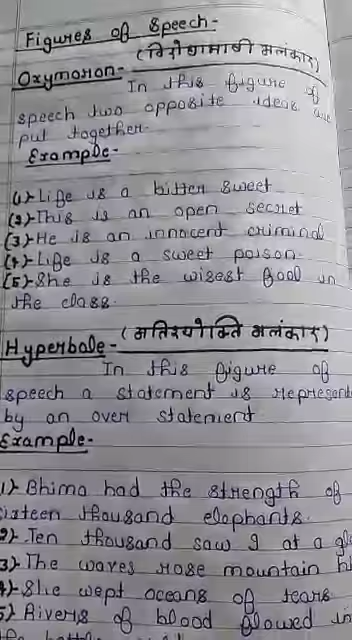 Figures of Speech-
Oxymoron- (विरोधाभाषी अलंकार)
In this figure of
speech two opposite ideas are
put together.
Example-
(1) Life is a bitter sweet
(2) This is an open secret
(3) He is an innocent criminal
(4) Life is a sweet poison
(5) She is the wisest fool in
the class.
Hyperbole- (अतिश्योक्ति अलंकार)
In this figure of
speech a statement is represent
by an over statement
Example-
1) Bhima had the strength of
sixteen thousand elephants.
2) Ten thousand saw I at a
3) The waves rose mountain
4) She wept oceans of tears
5) Rivers of blood flowed in
the